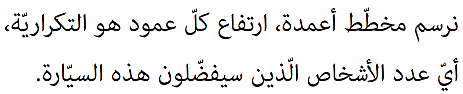 نرسم مخطّط أعمدة، ارتفاع كلّ عمود هو التكراريّة،
أيّ عدد الأشخاص الّذين سيفضّلون هذه السيّارة.